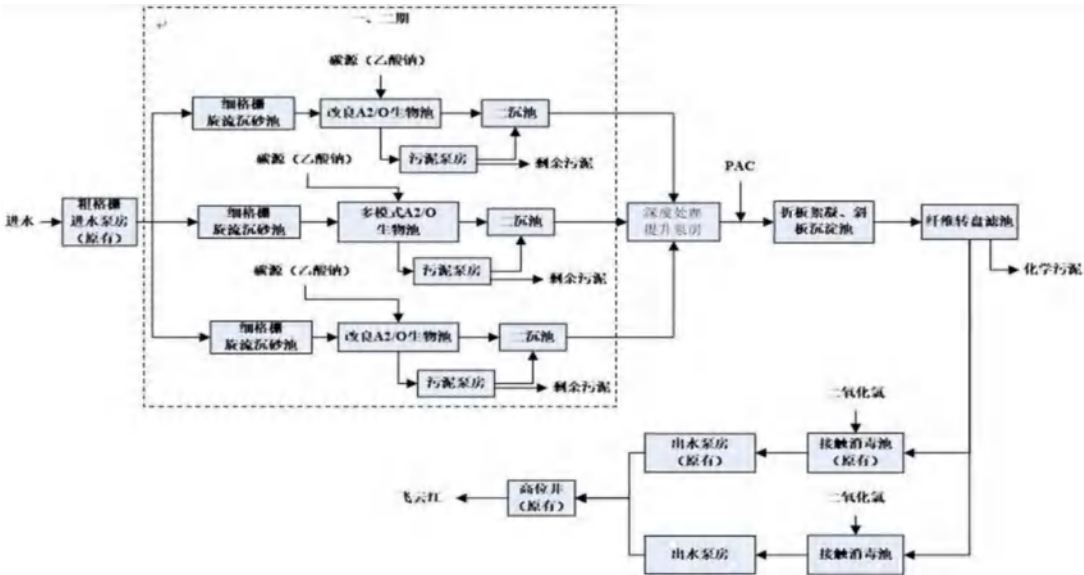 一、二期
碳源（乙酸钠）
细格栅
旋流沉砂池
改良A2/O生物池
二沉池
污泥泵房
剩余污泥
碳源（乙酸钠）
PAC
进水
粗格栅
进水泵房
（原有）
细格栅
旋流沉砂池
多模式A2/O
生物池
二沉池
深度处理
提升泵房
折板絮凝、斜
板沉淀池
纤维转盘滤池
污泥泵房
剩余污泥
化学污泥
碳源（乙酸钠）
细格栅
旋流沉砂池
改良A2/O生物池
二沉池
污泥泵房
剩余污泥
二氧化氯
出水泵房
（原有）
接触消毒池
（原有）
飞云江
高位井
（原有）
二氧化氯
出水泵房
接触消毒池